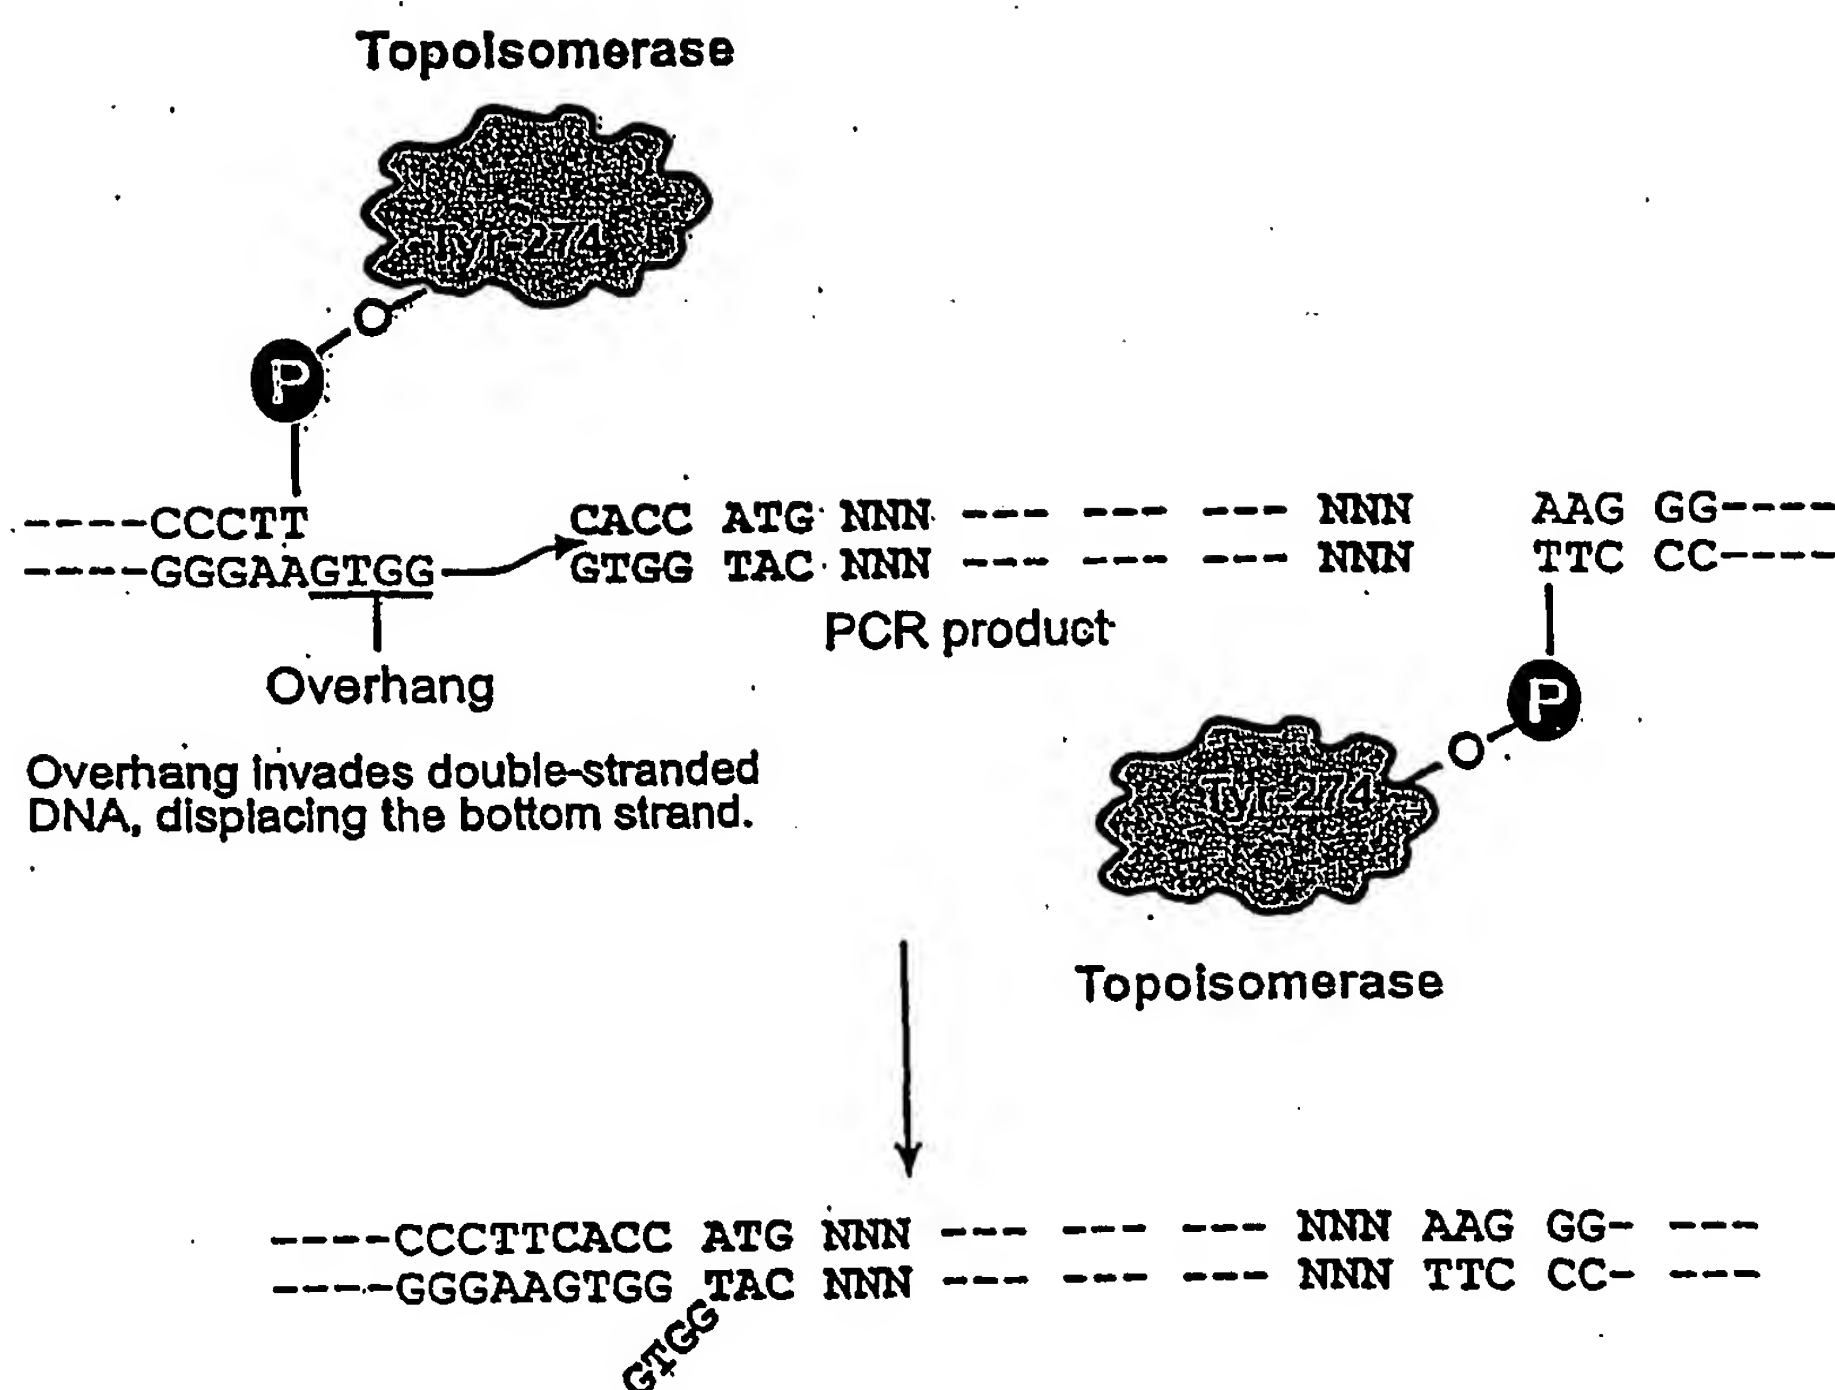 Topoisomerase
Tyr-274
O
P
----CCCTT CACC ATG NNN --- --- --- NNN AAG GG----
----GGGAAGTGG GTGG TAC NNN --- --- --- NNN TTC CC----
PCR product
Overhang
P
O
Overhang invades double-stranded
DNA, displacing the bottom strand.
Tyr-274
Topoisomerase
----CCCTTCACC ATG NNN --- --- --- NNN AAG GG- ---
----GGGAAGTGG TAC NNN --- --- --- NNN TTC CC- ---
GTGG